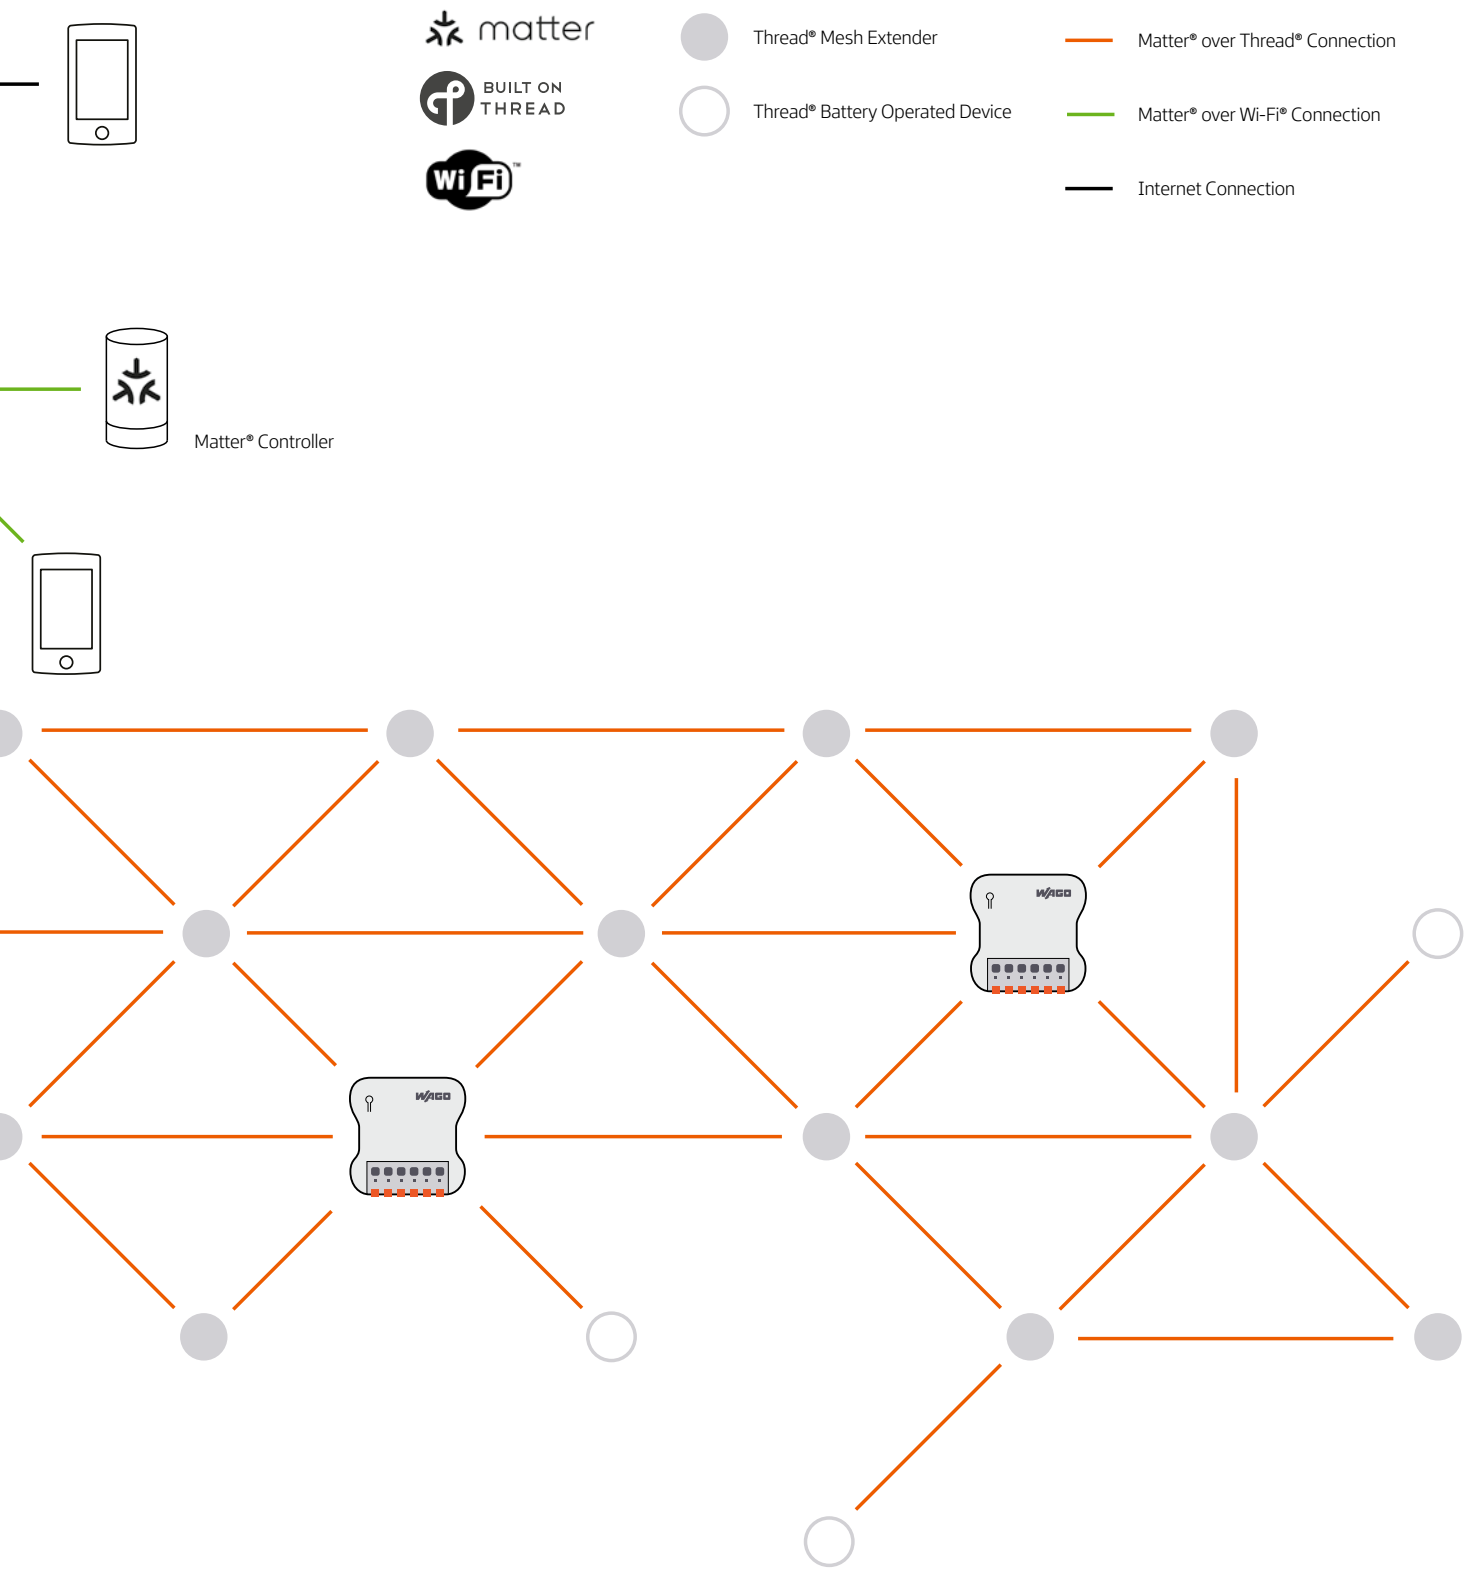 matter
BUILT ON
THREAD
Wi Fi™
Thread® Mesh Extender
Thread® Battery Operated Device
Matter® over Thread® Connection
Matter® over Wi-Fi® Connection
Internet Connection
Matter® Controller
WAGO
WAGO